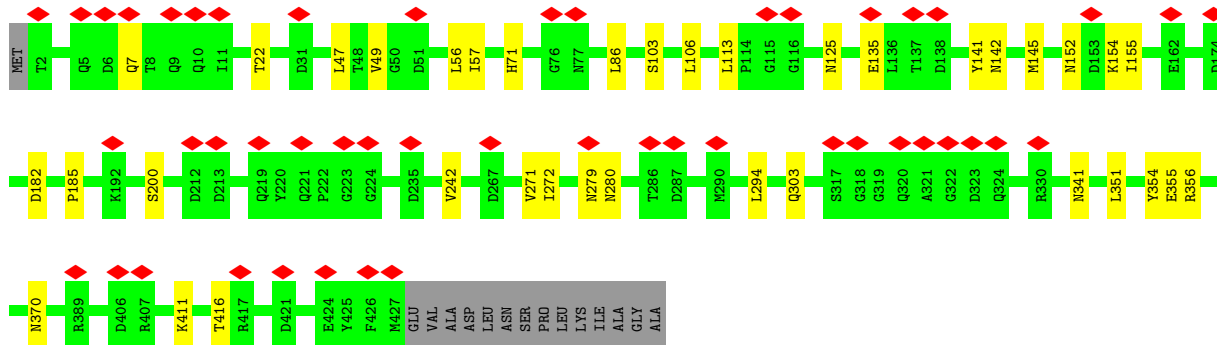 MET T2 Q5 D6 Q7 T8 Q9 Q10 I11 T22 D31 L47 T48 V49 G50 D51 L56 I57 H71 G76 N77 L86 S103 L106 L113 P114 G115 G116 N125 E135 L136 T137 D138 Y141 N142 M145 N152 D153 K154 I155 E162 D174
D182 P185 K192 S200 D212 D213 Q219 Y220 Q221 P222 G223 G224 D235 V242 D267 V271 I272 N279 N280 T286 D287 M290 L294 Q303 S317 G318 G319 Q320 A321 G322 D323 Q324 R330 N341 L351 Y354 E355 R356
N370 R389 D406 R407 K411 T416 R417 D421 E424 Y425 F426 M427 GLU VAL ALA ASP LEU ASN SER PRO LEU LYS ILE ALA GLY ALA